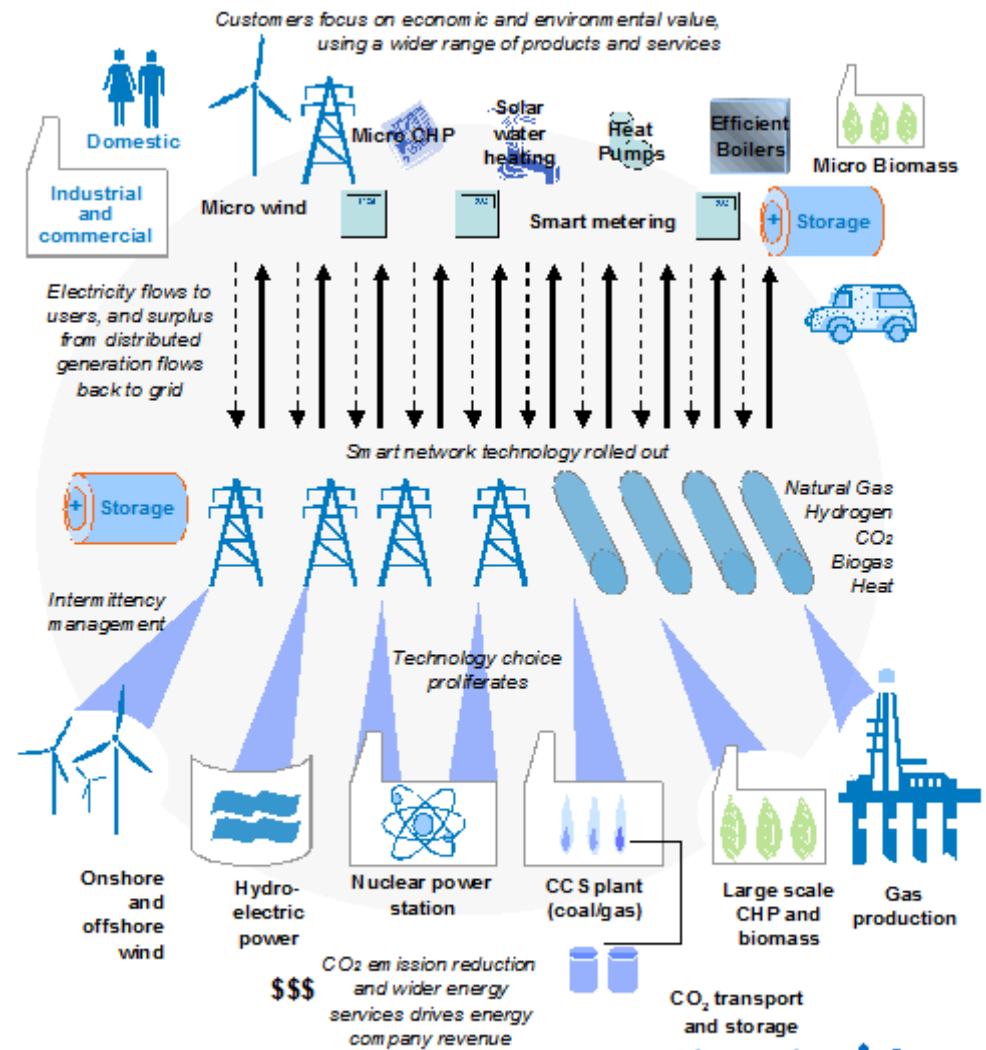 Customers focus on economic and environmental value,
using a wider range of products and services
Domestic
Industrial
and
commercial
Micro wind
Micro CHP
Solar
water
heating
Heat
Pumps
Efficient
Boilers
Micro Biomass
Smart metering
Storage
Electricity flows to
users, and surplus
from distributed
generation flows
back to grid
Smart network technology rolled out
Storage
Natural Gas
Hydrogen
CO₂
Biogas
Heat
Intermittency
management
Technology choice
proliferates
Onshore
and
offshore
wind
Hydro-
electric
power
Nuclear power
station
CCS plant
(coal/gas)
Large scale
CHP and
biomass
Gas
production
$$$
CO₂ emission reduction
and wider energy
services drives energy
company revenue
CO₂ transport
and storage